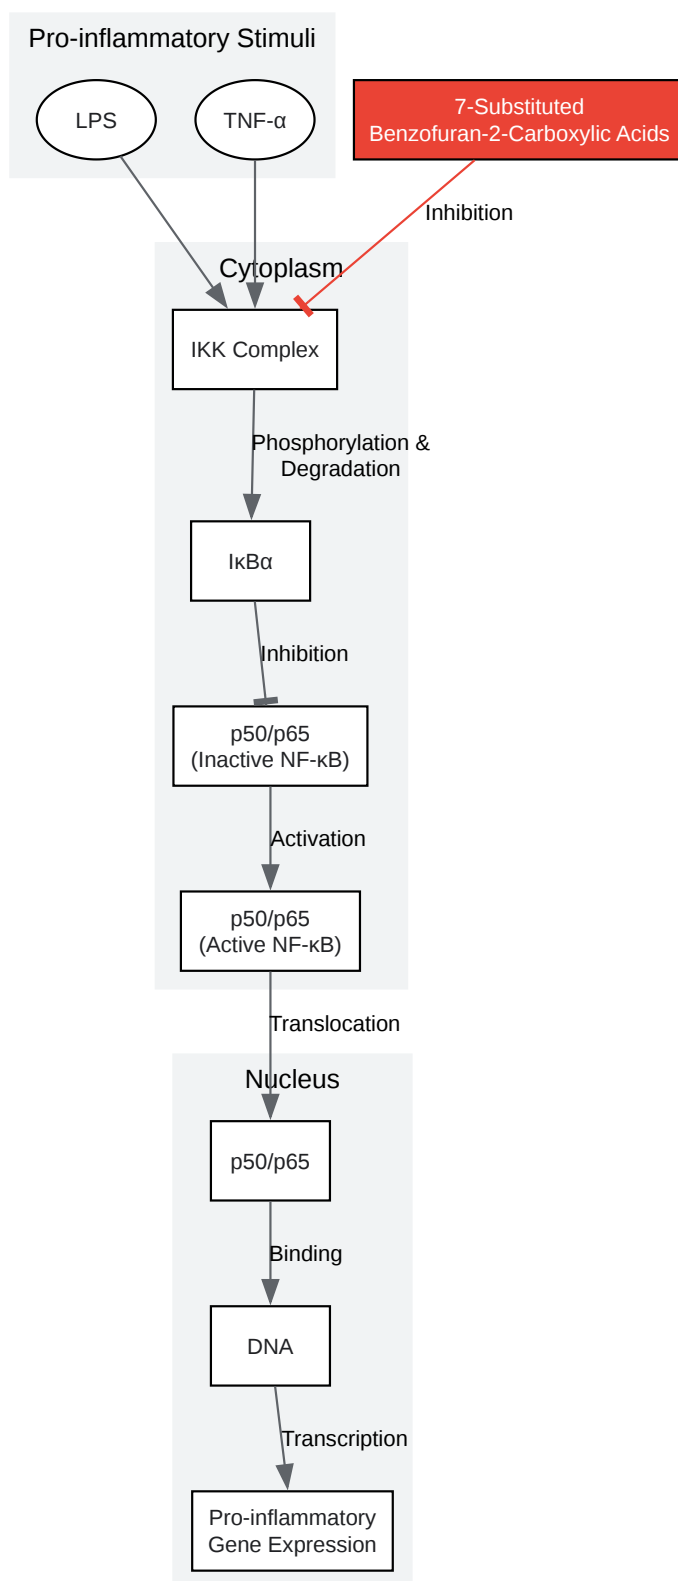 Pro-inflammatory Stimuli
LPS
TNF-α
7-Substituted
Benzofuran-2-Carboxylic Acids
Inhibition
Cytoplasm
IKK Complex
Phosphorylation &
Degradation
IκBα
Inhibition
p50/p65
(Inactive NF-κB)
Activation
p50/p65
(Active NF-κB)
Translocation
Nucleus
p50/p65
Binding
DNA
Transcription
Pro-inflammatory
Gene Expression